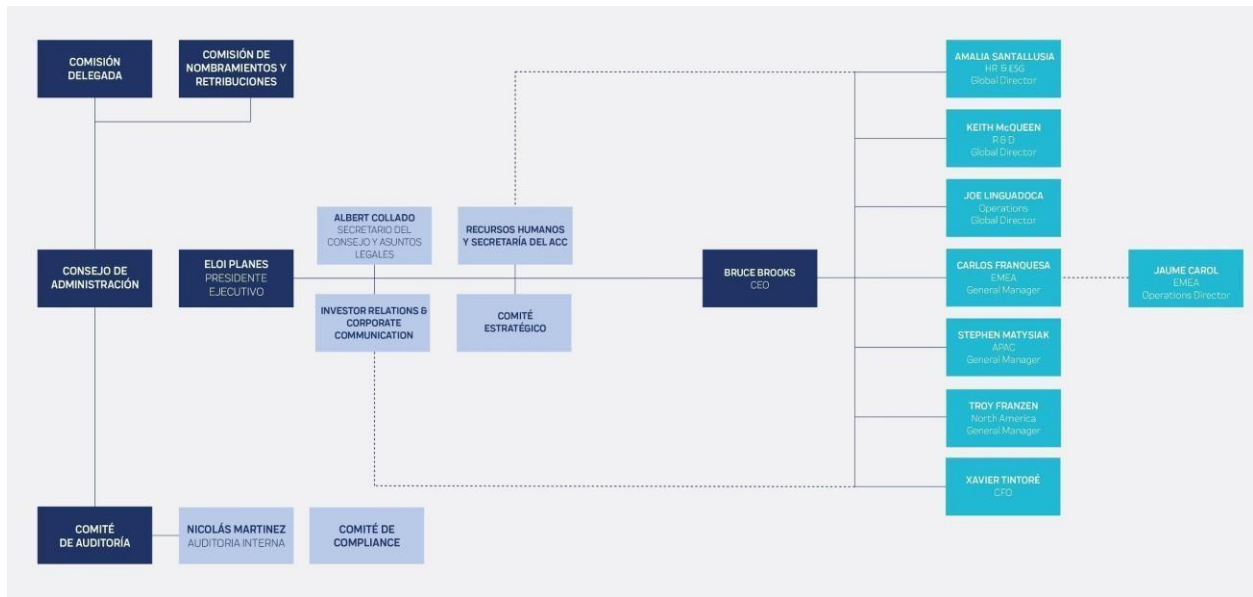 COMISIÓN
DELEGADA
COMISIÓN DE
NOMBRAMIENTOS Y
RETRIBUCIONES
AMALIA SANTALLUSIA
HR & ESG
Global Director
KEITH McQUEEN
R & D
Global Director
JOE LINGUADOCA
Operations
Global Director
ALBERT COLLADO
SECRETARIO DEL
CONSEJO Y ASUNTOS
LEGALES
RECURSOS HUMANOS
Y SECRETARÍA DEL ACC
CONSEJO DE
ADMINISTRACIÓN
ELOI PLANES
PRESIDENTE
EJECUTIVO
BRUCE BROOKS
CEO
CARLOS FRANQUESA
EMEA
General Manager
JAUME CAROL
EMEA
Operations Director
INVESTOR RELATIONS &
CORPORATE
COMMUNICATION
COMITÉ
ESTRATÉGICO
STEPHEN MATYSIAK
APAC
General Manager
TROY FRANZEN
North America
General Manager
XAVIER TINTORÉ
CFO
COMITÉ
DE AUDITORÍA
NICOLÁS MARTINEZ
AUDITORIA INTERNA
COMITÉ DE
COMPLIANCE